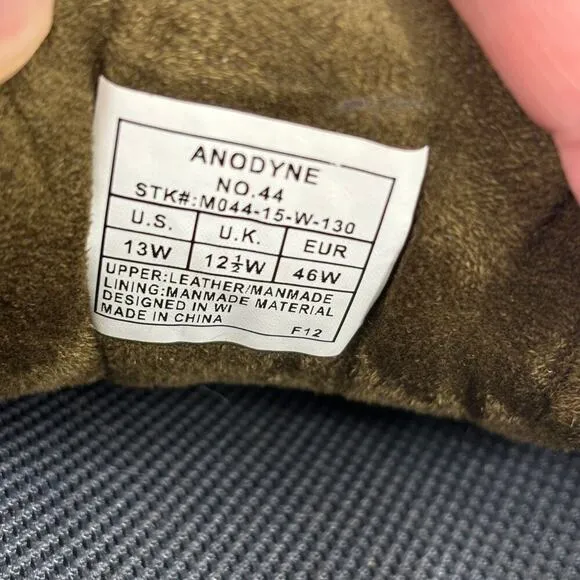 ANODYNE
NO.44
STK#:M044-15-W-130
U.S. U.K. EUR
13W 12½W 46W
UPPER:LEATHER/MANMADE
LINING:MANMADE MATERIAL
DESIGNED IN WI
MADE IN CHINA F12